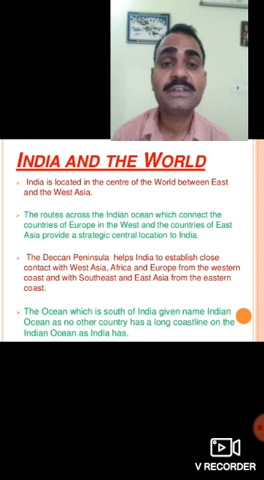 INDIA AND THE WORLD
India is located in the centre of the World between East
and the West Asia.
The routes across the Indian ocean which connect the
countries of Europe in the West and the countries of East
Asia provide a strategic central location to India.
The Deccan Peninsula helps India to establish close
contact with West Asia, Africa and Europe from the western
coast and with Southeast and East Asia from the eastern
coast.
The Ocean which is south of India given name Indian
Ocean as no other country has a long coastline on the
Indian Ocean as India has.
V RECORDER